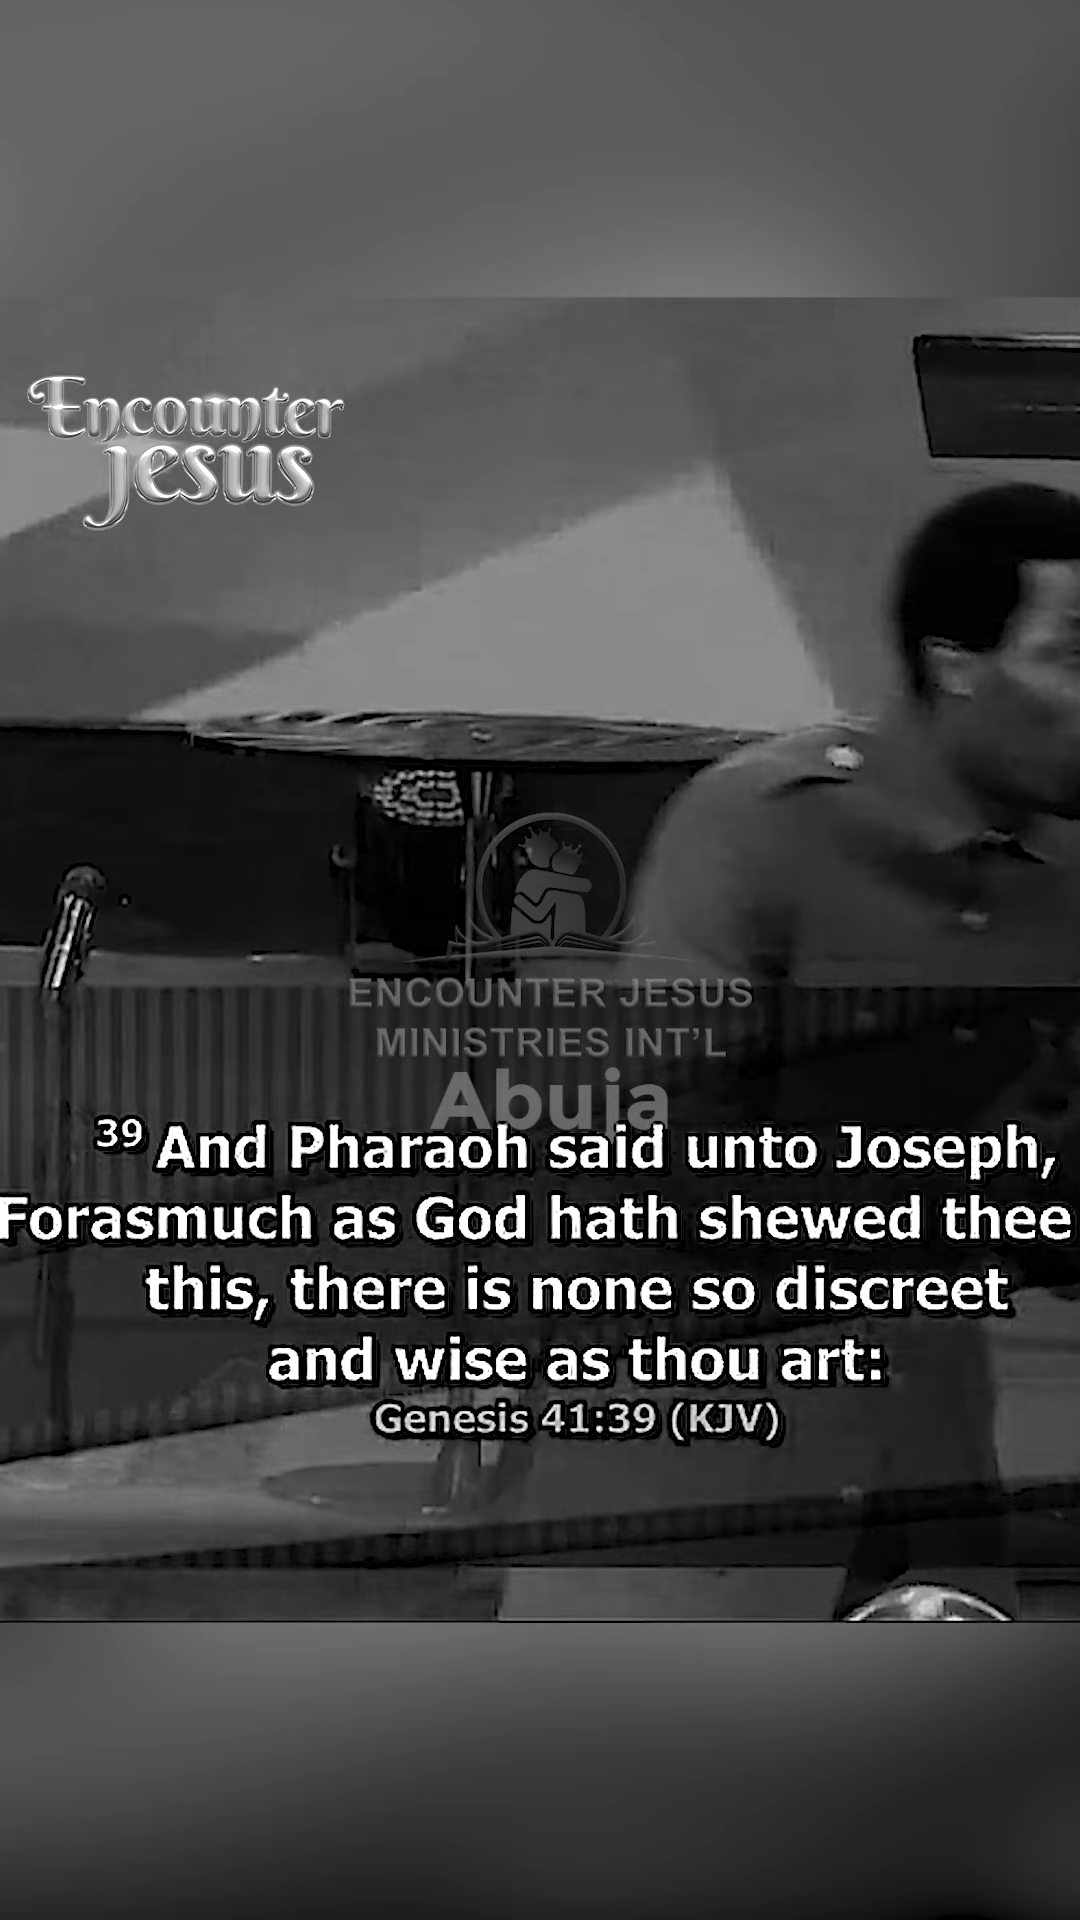 Encounter
Jesus
ENCOUNTER JESUS
MINISTRIES INT'L
Abuja
39 And Pharaoh said unto Joseph,
Forasmuch as God hath shewed thee
this, there is none so discreet
and wise as thou art:
Genesis 41:39 (KJV)